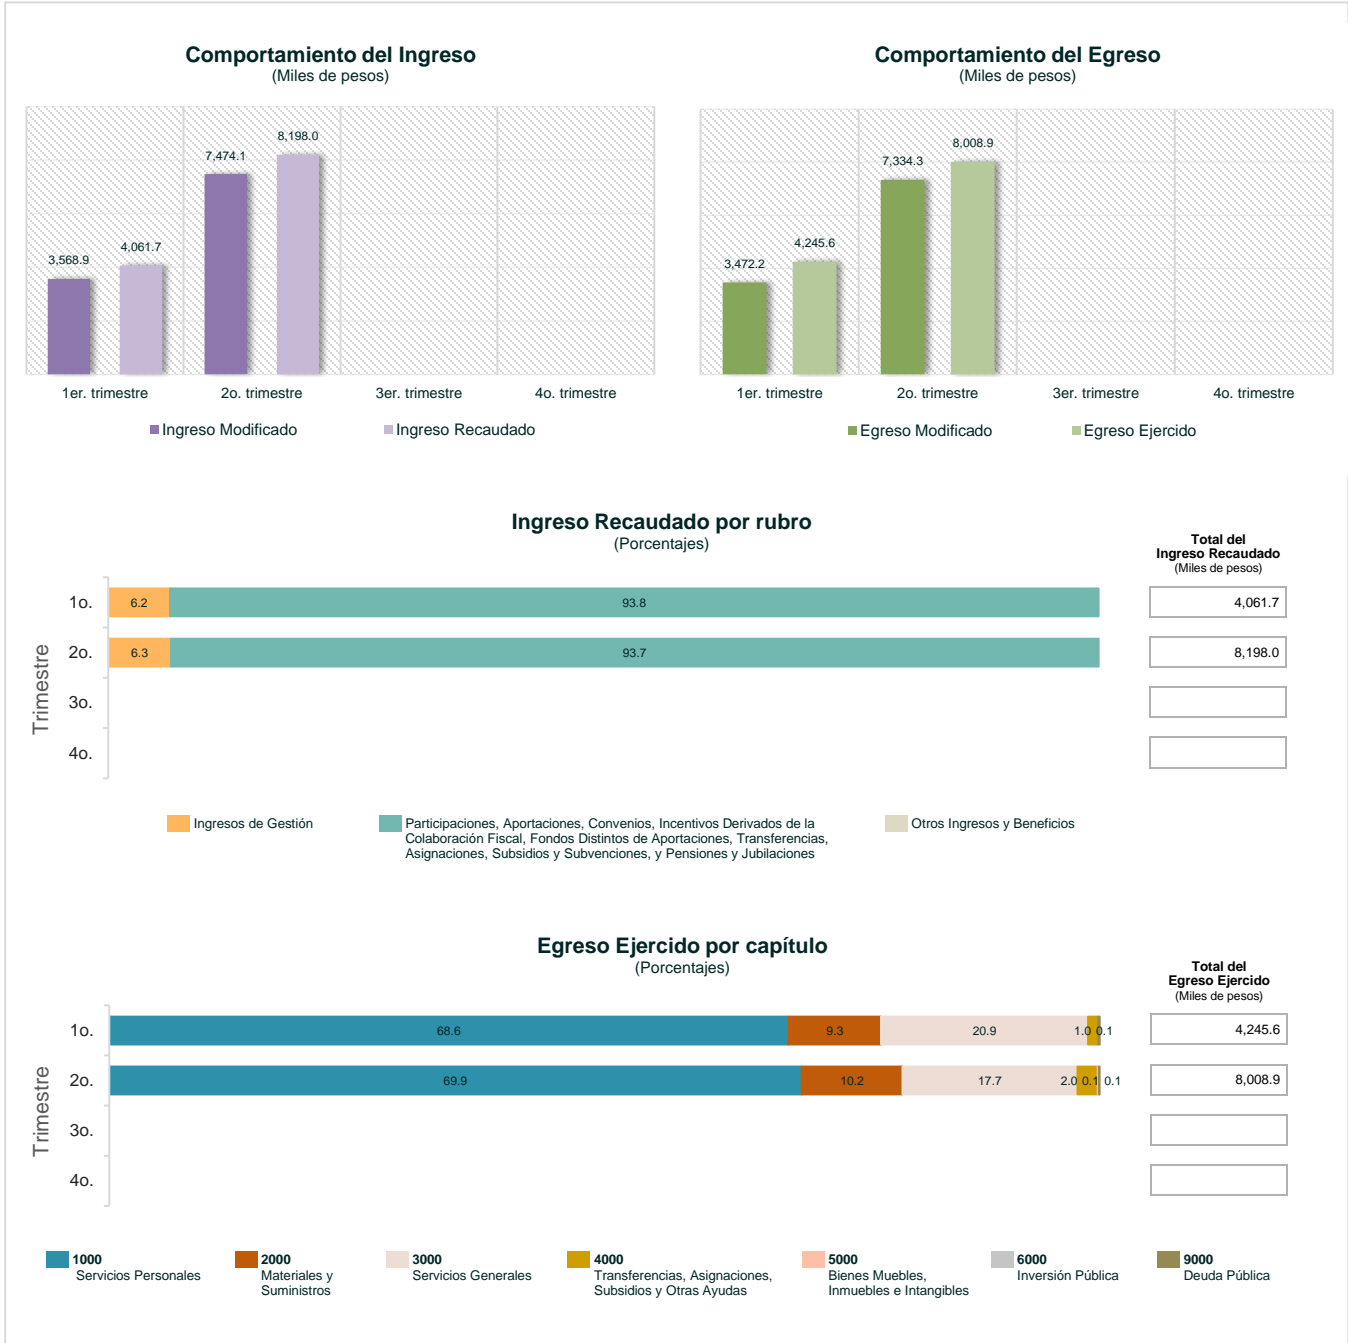 Comportamiento del Ingreso
(Miles de pesos)
8,198.0
7,474.1
4,061.7
3,568.9
1er. trimestre
2o. trimestre
3er. trimestre
4o. trimestre
Ingreso Modificado
Ingreso Recaudado
Comportamiento del Egreso
(Miles de pesos)
8,008.9
7,334.3
4,245.6
3,472.2
1er. trimestre
2o. trimestre
3er. trimestre
4o. trimestre
Egreso Modificado
Egreso Ejercido
Ingreso Recaudado por rubro
(Porcentajes)
Total del
Ingreso Recaudado
(Miles de pesos)
Trimestre
1o.
6.2
93.8
4,061.7
2o.
6.3
93.7
8,198.0
3o.
4o.
Ingresos de Gestión
Participaciones, Aportaciones, Convenios, Incentivos Derivados de la
Colaboración Fiscal, Fondos Distintos de Aportaciones, Transferencias,
Asignaciones, Subsidios y Subvenciones, y Pensiones y Jubilaciones
Otros Ingresos y Beneficios
Egreso Ejercido por capítulo
(Porcentajes)
Total del
Egreso Ejercido
(Miles de pesos)
Trimestre
1o.
68.6
9.3
20.9
1.0
0.1
4,245.6
2o.
69.9
10.2
17.7
2.0
0.1
0.1
8,008.9
3o.
4o.
1000
Servicios Personales
2000
Materiales y
Suministros
3000
Servicios Generales
4000
Transferencias, Asignaciones,
Subsidios y Otras Ayudas
5000
Bienes Muebles,
Inmuebles e Intangibles
6000
Inversión Pública
9000
Deuda Pública